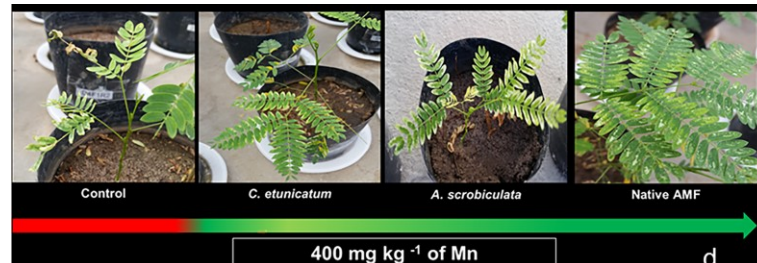 Control
C. etunicatum
A. scrobiculata
Native AMF
400 mg kg -1 of Mn
d